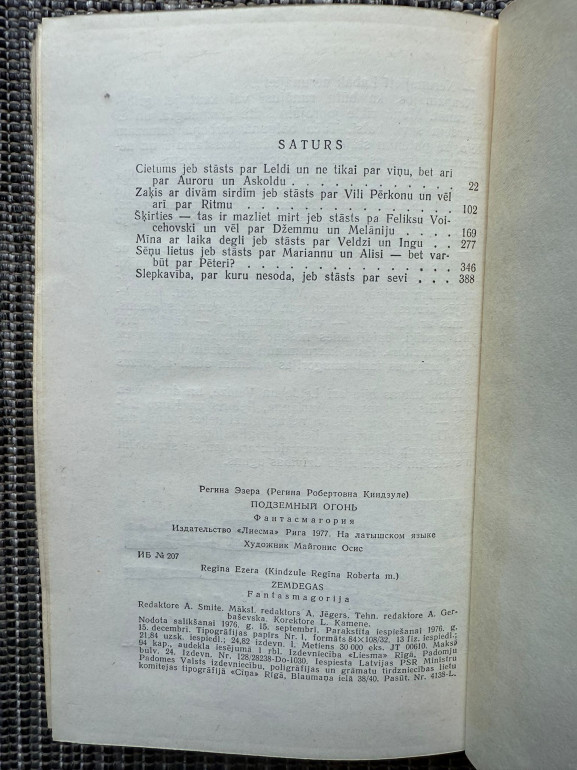 SATURS
Cietums jeb stāsts par Leldi un ne tikai par viņu, bet arī
par Auroru un Askoldu . . . . . . . . . . . 22
Zaķis ar divām sirdīm jeb stāsts par Vili Pērkonu un vēl
arī par Ritmu . . . . . . . . . . . . . . . 102
Šķirties — tas ir mazliet mirt jeb stāsts pa Feliksu Voi-
cehovski un vēl par Džemmu un Melāniju . . . . 169
Mīna ar laika degli jeb stāsts par Veldzi un Ingu . . . 277
Sēņu lietus jeb stāsts par Mariannu un Alisi — bet var-
būt par Pēteri? . . . . . . . . . . . . . . 346
Slepkavība, par kuru nesoda, jeb stāsts par sevi . . . 388
Регина Эзера (Регина Робертовна Киндзуле)
ПОДЗЕМНЫЙ ОГОНЬ
Фантасмагория
Издательство «Лиесма» Рига 1977 На латышском языке
Художник Майгонис Осис
ИБ № 207
Regīna Ezera (Kindzule Regīna Roberta m.)
ZEMDEGAS
Fantasmagorija
Redaktore A. Smite. Māksl. redaktors A. Jēgers. Tehn. redaktore A. Ger-
baševska. Korektore L. Kamene.
Nodota salikšanai 1976. g. 15. septembrī. Parakstīta iespiešanai 1976. g.
15. decembrī. Tipogrāfijas papīrs Nr. 1, formāts 84×108/32. 13 fiz. iespiedl.;
21,84 uzsk. iespiedl.; 24,82 izdevn. l. Metiens 30 000 eks. JT 00610. Maksā
94 kap., audekla iesējumā 1 rbl. Izdevniecība «Liesma» Rīgā, Padomju
bulv. 24. Izdevn. Nr. 128/28238-Do-1030. Iespiesta Latvijas PSR Ministru
Padomes Valsts izdevniecību, poligrāfijas un grāmatu tirdzniecības lietu
komitejas tipogrāfijā «Cīņa» Rīgā, Blaumaņa ielā 38/40. Pasūt. Nr. 4139-L.